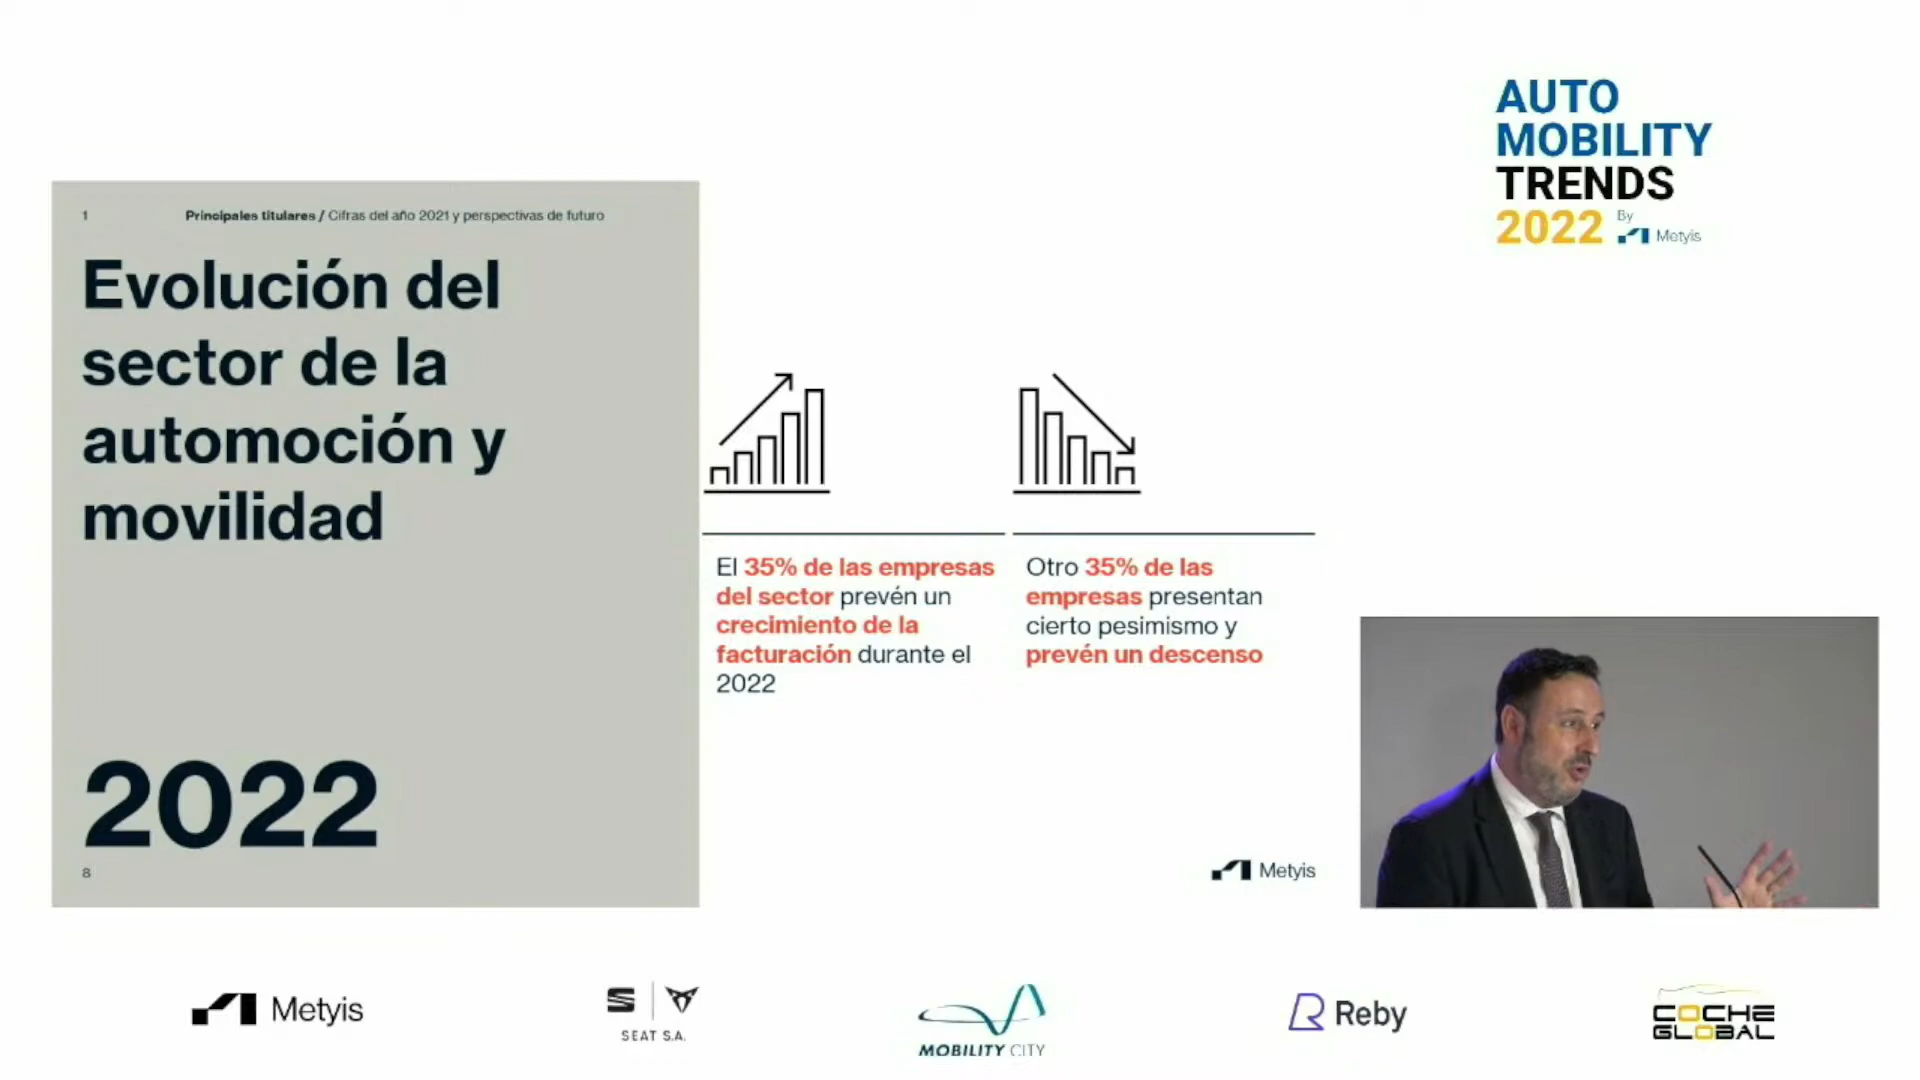 AUTO
MOBILITY
TRENDS
2022 By
Metyis
1
Principales titulares / Cifras del año 2021 y perspectivas de futuro
Evolución del
sector de la
automoción y
movilidad
2022
8
El 35% de las empresas
del sector prevén un
crecimiento de la
facturación durante el
2022
Otro 35% de las
empresas presentan
cierto pesimismo y
prevén un descenso
Metyis
Metyis
SEAT S.A.
MOBILITY CITY
Reby
COCHE
GLOBAL